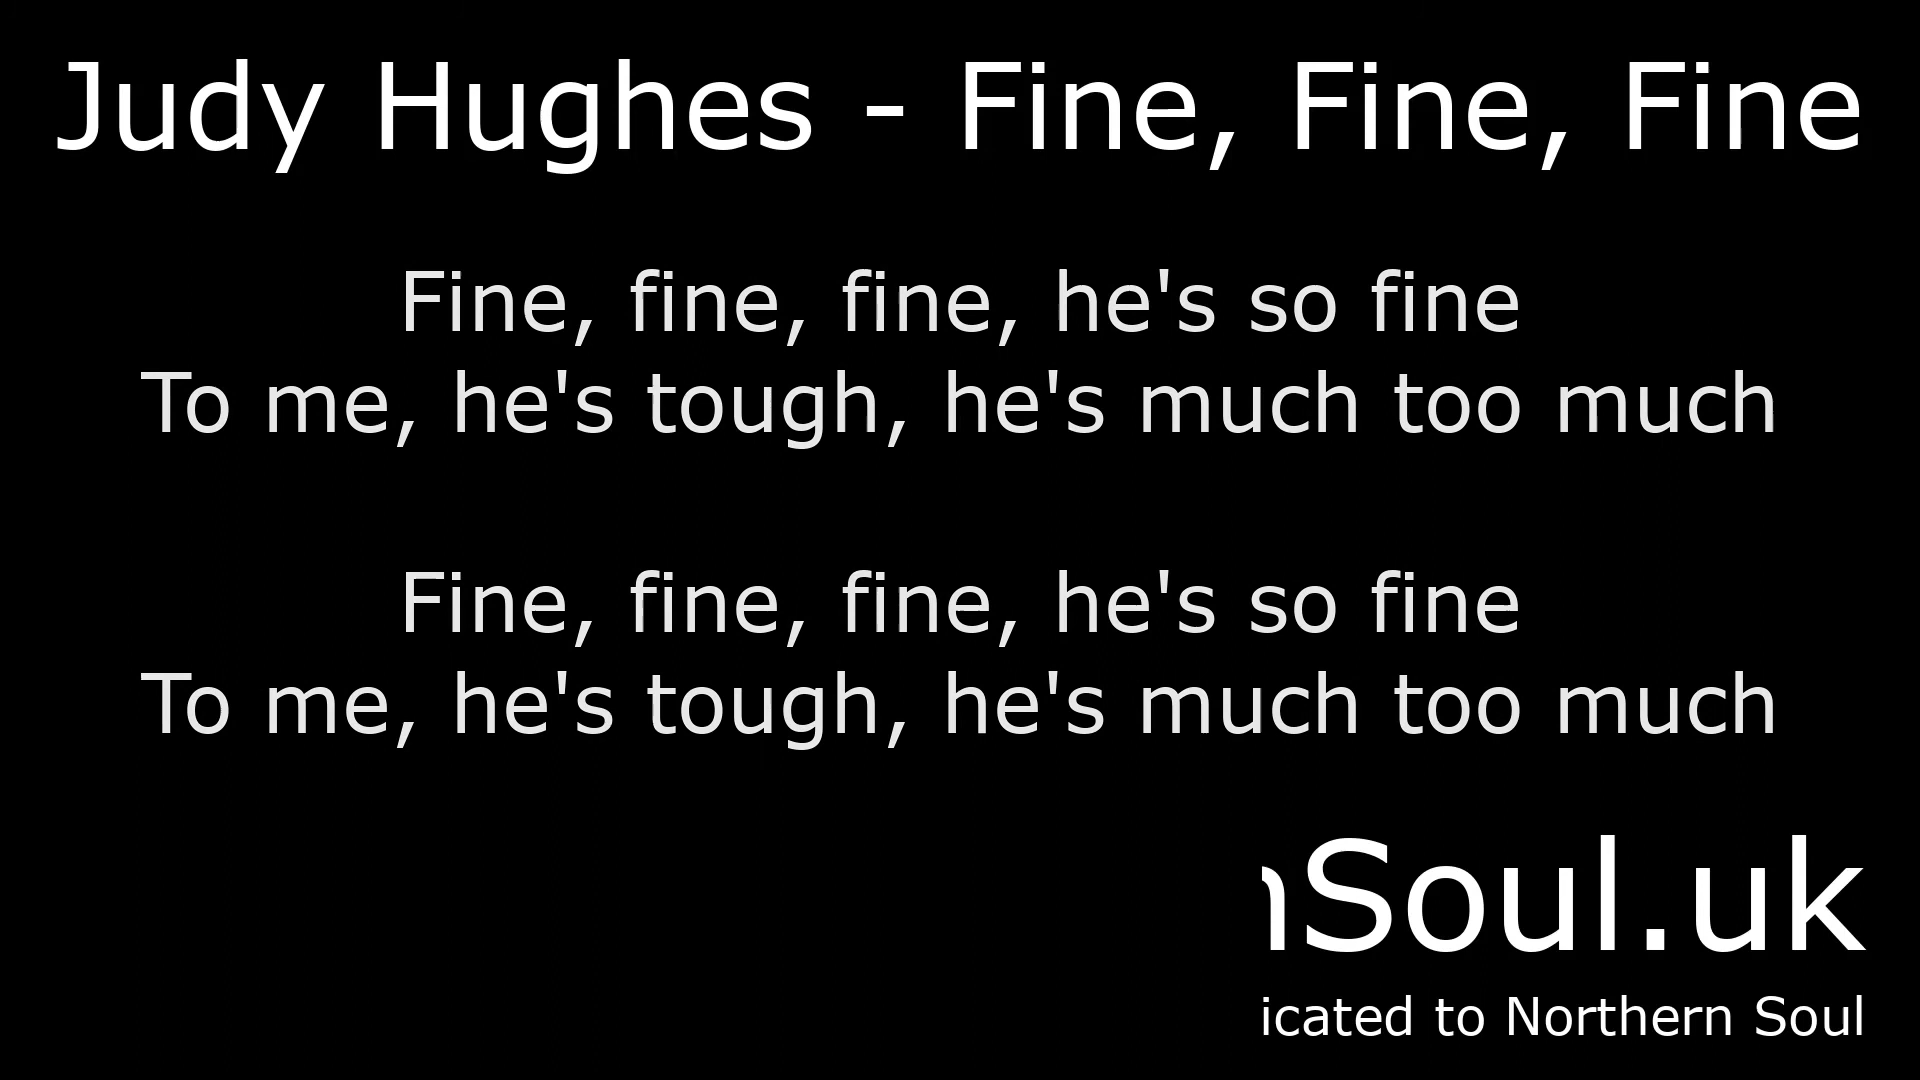 Judy Hughes - Fine, Fine, Fine
Fine, fine, fine, he's so fine
To me, he's tough, he's much too much
Fine, fine, fine, he's so fine
To me, he's tough, he's much too much
nSoul.uk
icated to Northern Soul